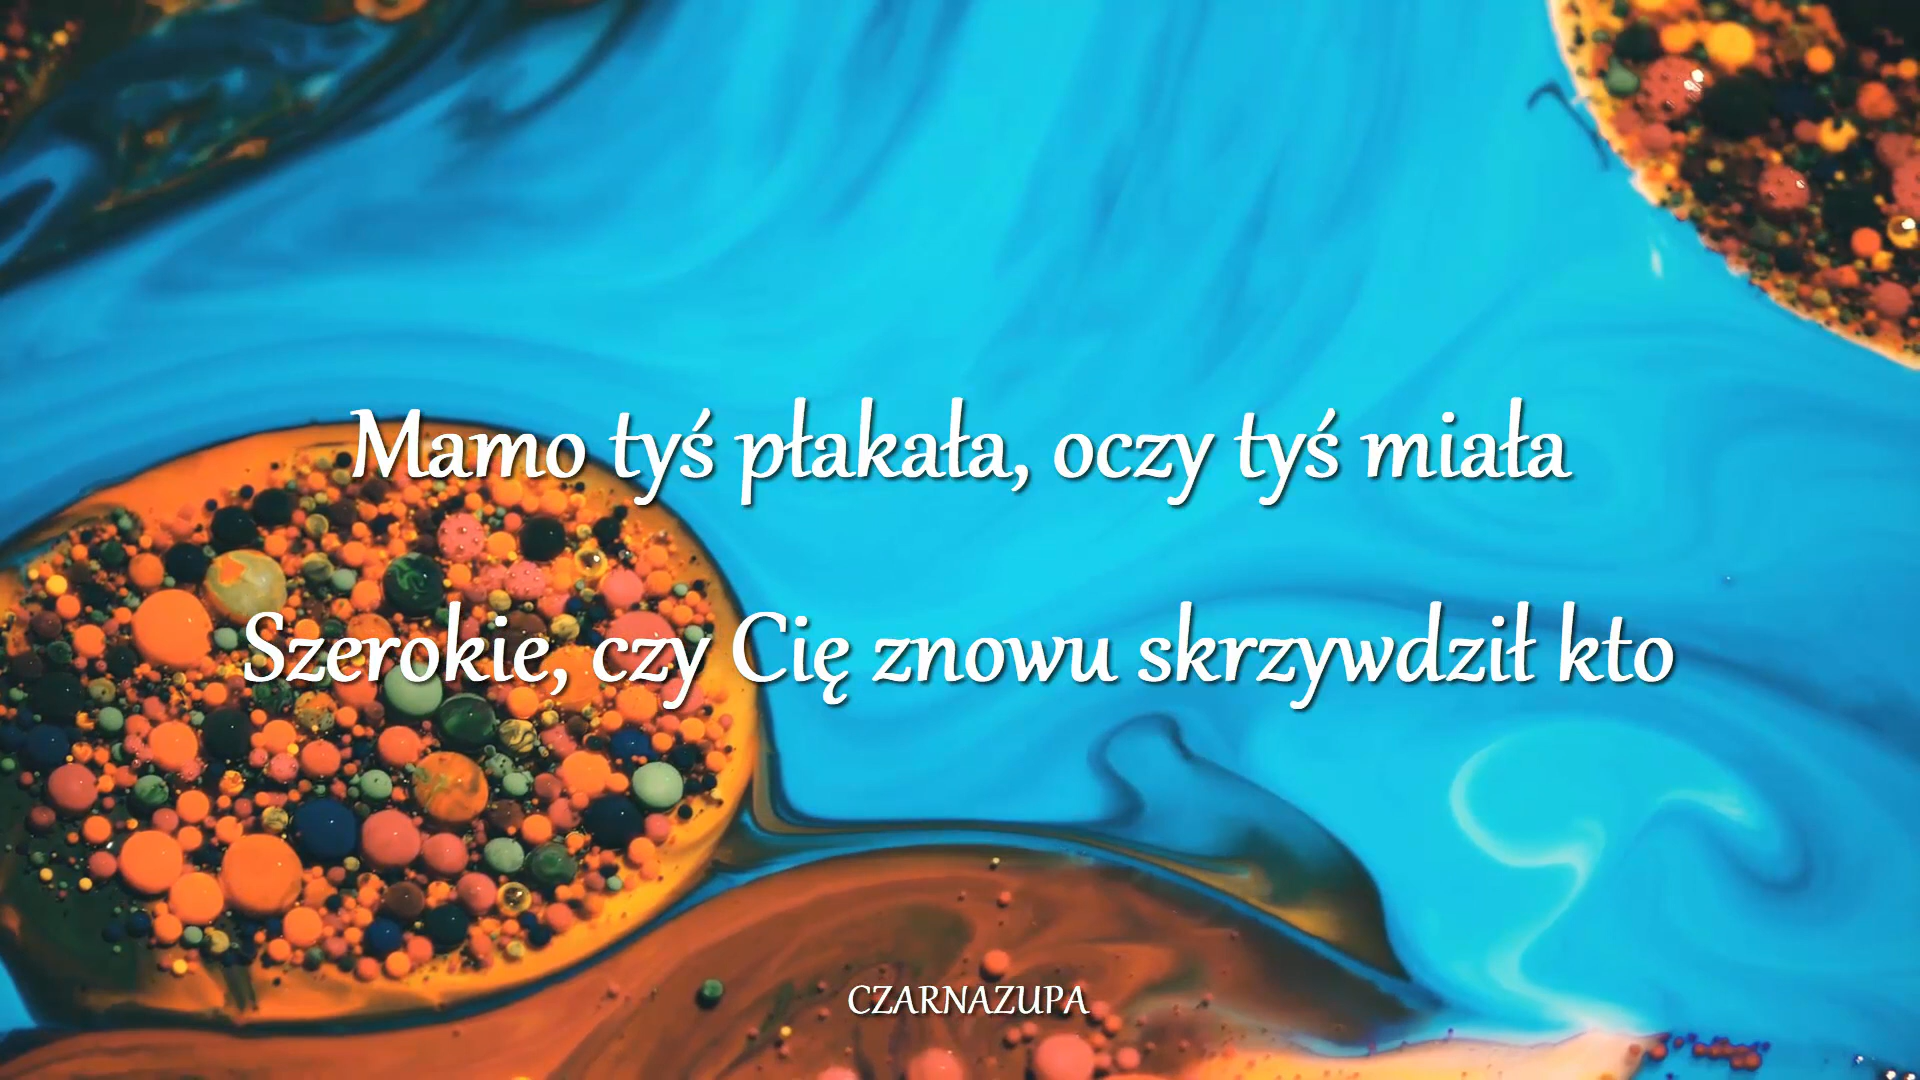 Mamo tyś płakała, oczy tyś miała
Szerokie, czy Cię znowu skrzywdził kto
CZARNAZUPA